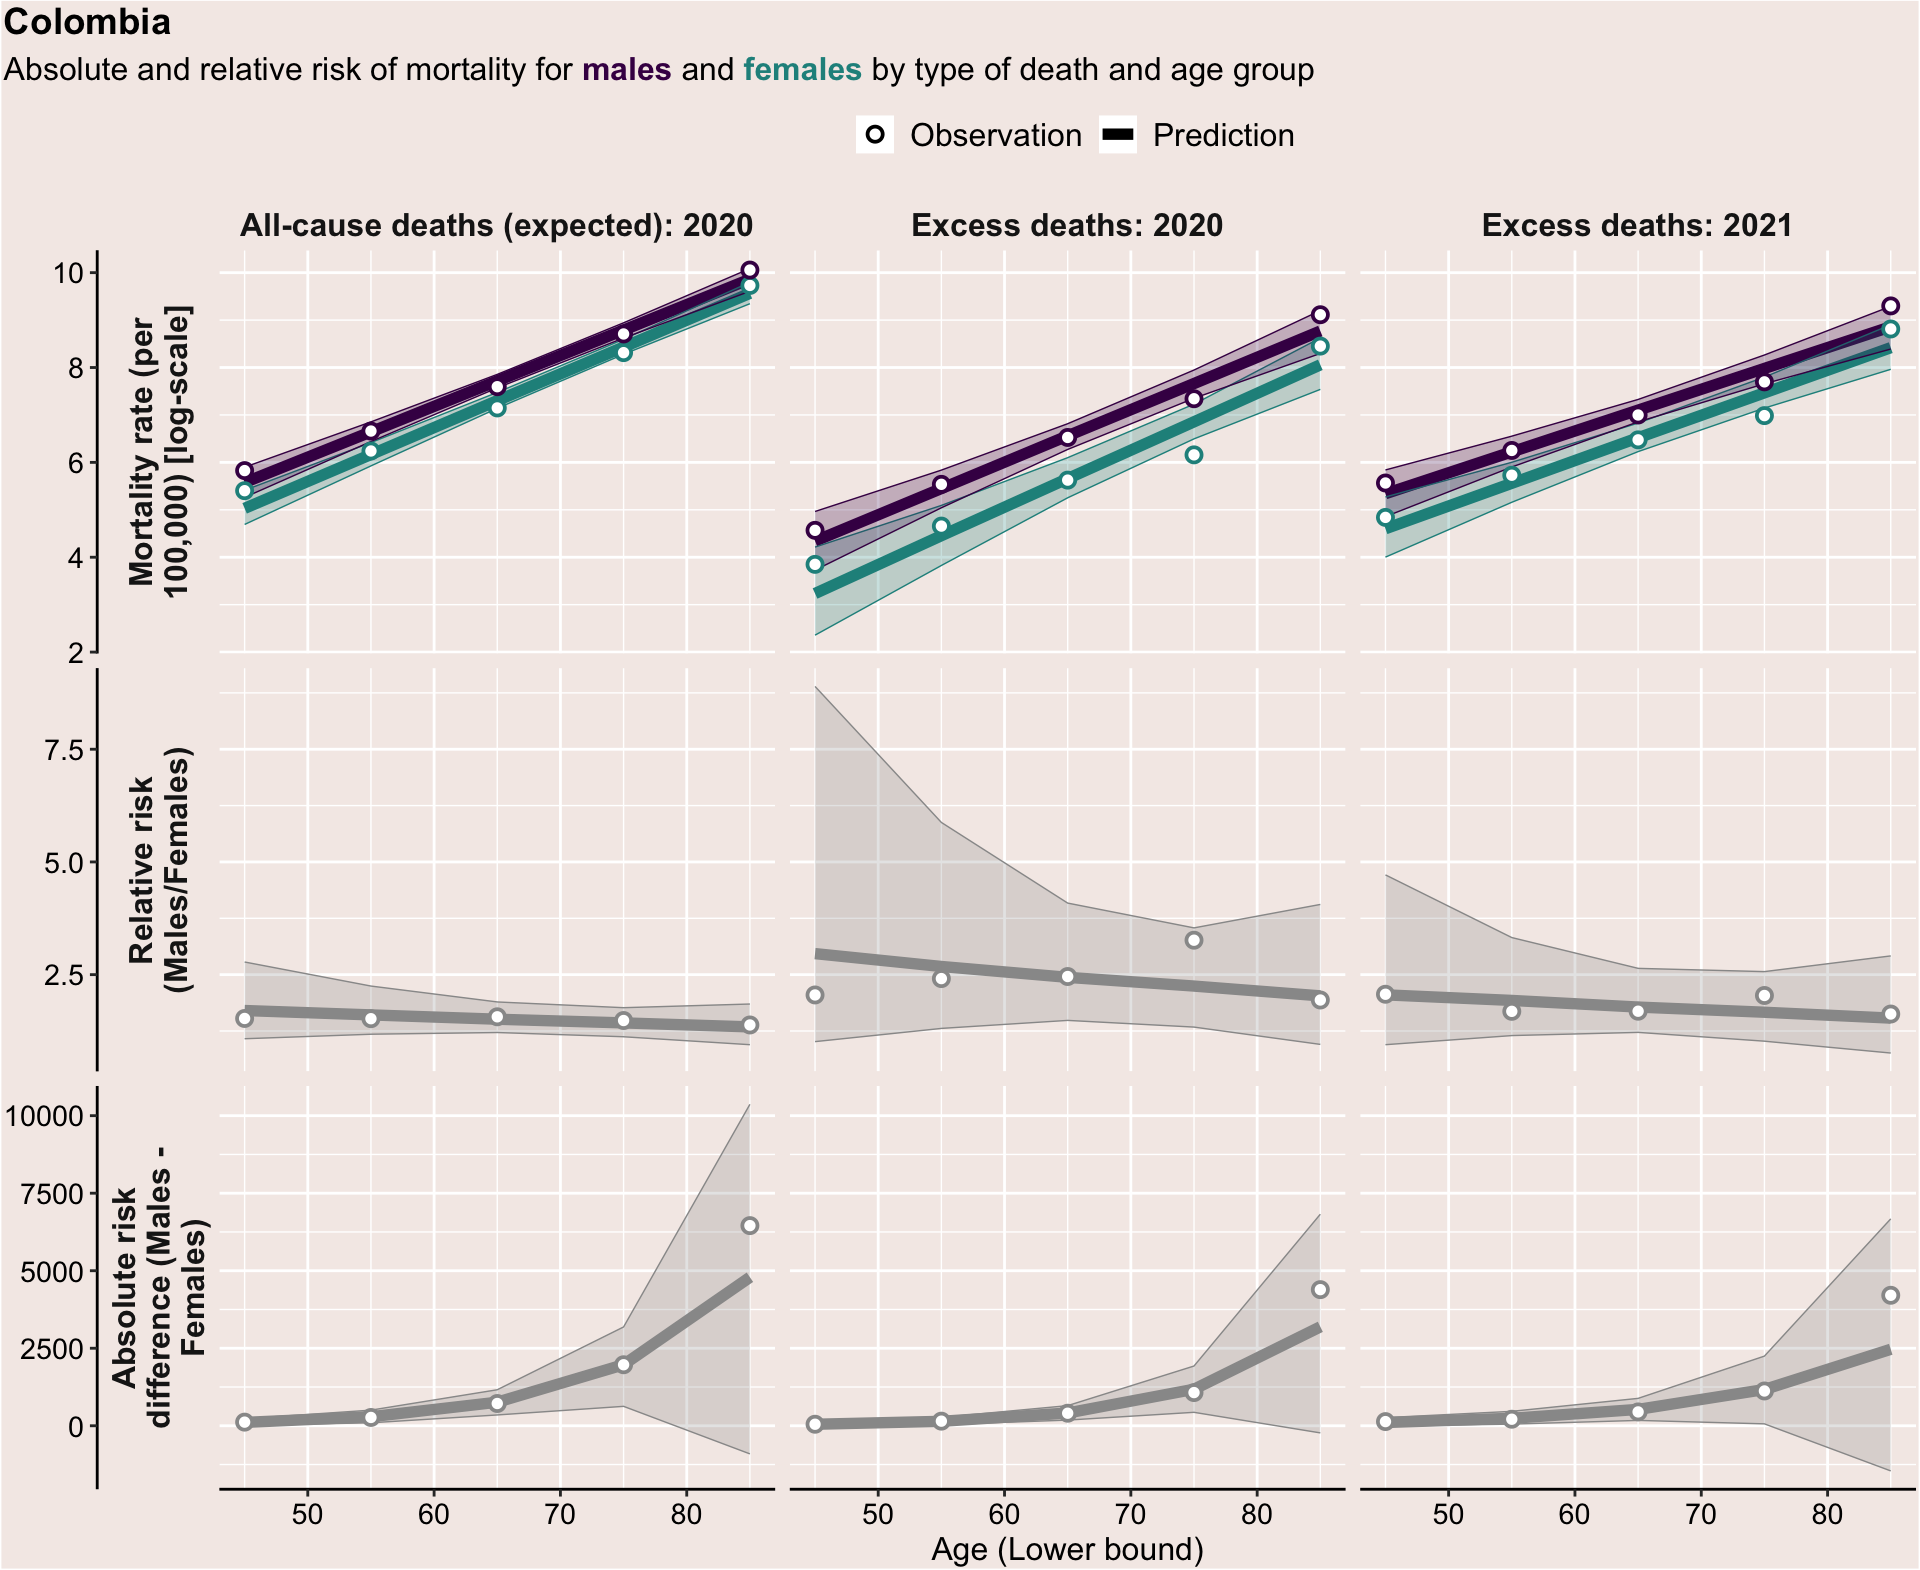 Colombia
Absolute and relative risk of mortality for males and females by type of death and age group
Observation Prediction
All-cause deaths (expected): 2020 Excess deaths: 2020 Excess deaths: 2021
Mortality rate (per
100,000) [log-scale]
10
8
6
4
2
Relative risk
(Males/Females)
7.5
5.0
2.5
Absolute risk
difference (Males -
Females)
10000
7500
5000
2500
0
50 60 70 80 50 60 70 80 50 60 70 80
Age (Lower bound)